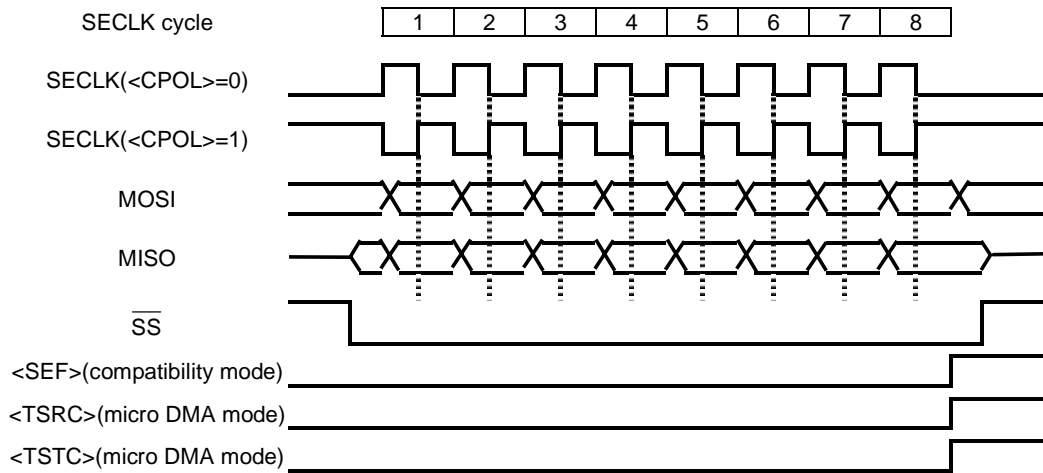 SECLK cycle 1 2 3 4 5 6 7 8
SECLK(<CPOL>=0)
SECLK(<CPOL>=1)
MOSI
MISO
SS
<SEF>(compatibility mode)
<TSRC>(micro DMA mode)
<TSTC>(micro DMA mode)